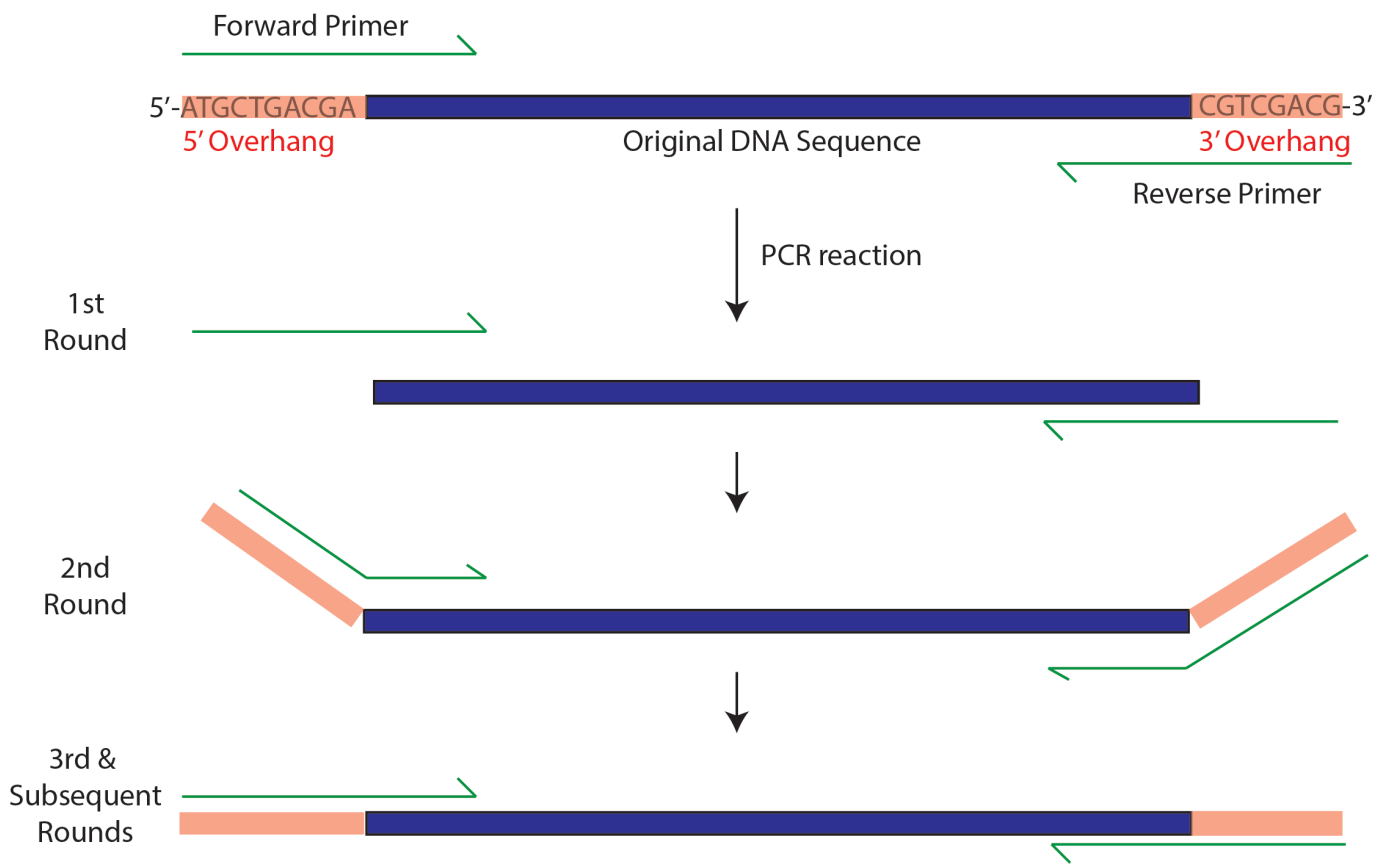 Forward Primer
5’-ATGCTGACGA
CGTCGACG-3’
5’ Overhang
Original DNA Sequence
3’ Overhang
Reverse Primer
PCR reaction
1st
Round
2nd
Round
3rd &
Subsequent
Rounds